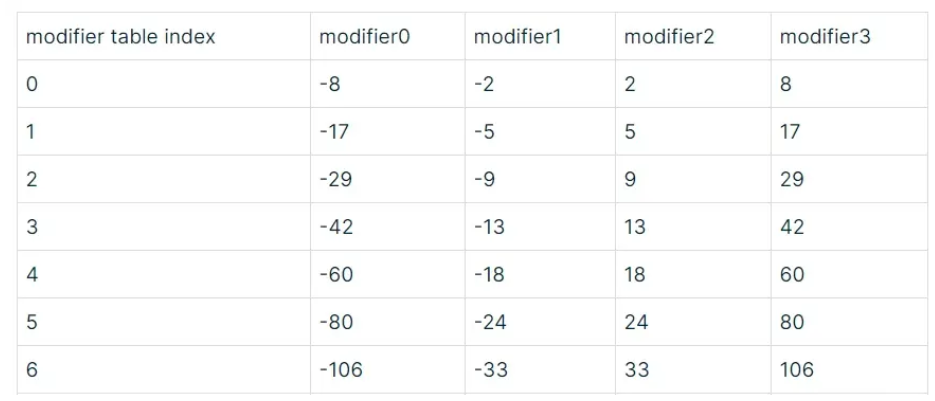 modifier table index modifier0 modifier1 modifier2 modifier3
0 -8 -2 2 8
1 -17 -5 5 17
2 -29 -9 9 29
3 -42 -13 13 42
4 -60 -18 18 60
5 -80 -24 24 80
6 -106 -33 33 106